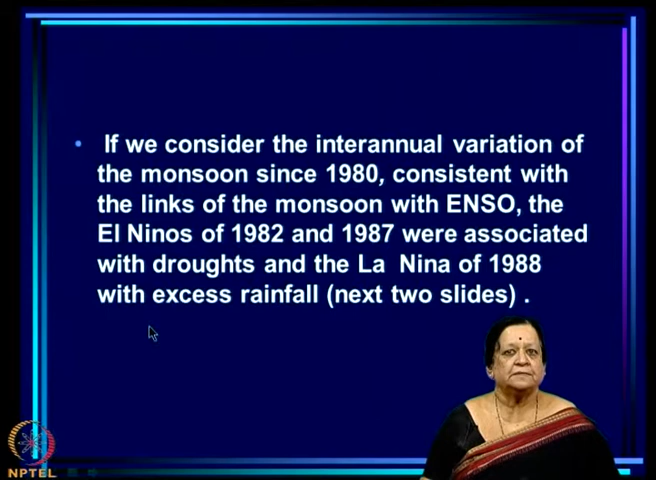 • If we consider the interannual variation of
the monsoon since 1980, consistent with
the links of the monsoon with ENSO, the
El Ninos of 1982 and 1987 were associated
with droughts and the La Nina of 1988
with excess rainfall (next two slides) .
NPTEL